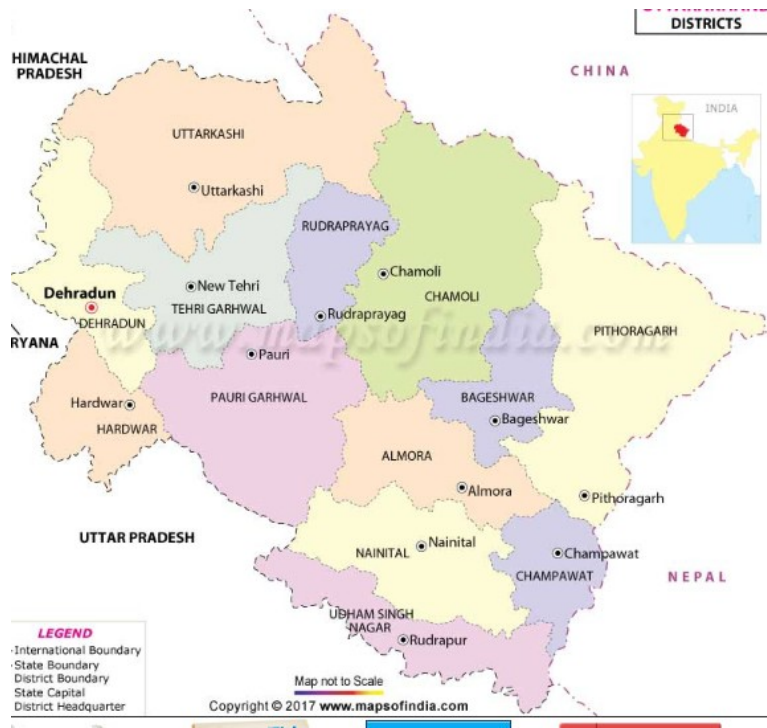 DISTRICTS
HIMACHAL
PRADESH
CHINA
INDIA
UTTARKASHI
Uttarkashi
RUDRAPRAYAG
Chamoli
New Tehri
CHAMOLI
Dehradun
TEHRI GARHWAL
Rudraprayag
DEHRADUN
PITHORAGARH
RYANA
www.mapsofindia.com
Pauri
PAURI GARHWAL
BAGESHWAR
Hardwar
Bageshwar
HARDWAR
ALMORA
Almora
Pithoragarh
UTTAR PRADESH
Nainital
NAINITAL
Champawat
CHAMPAWAT
NEPAL
UDHAM SINGH
NAGAR
Rudrapur
LEGEND
International Boundary
State Boundary
District Boundary
State Capital
District Headquarter
Map not to Scale
Copyright © 2017 www.mapsofindia.com